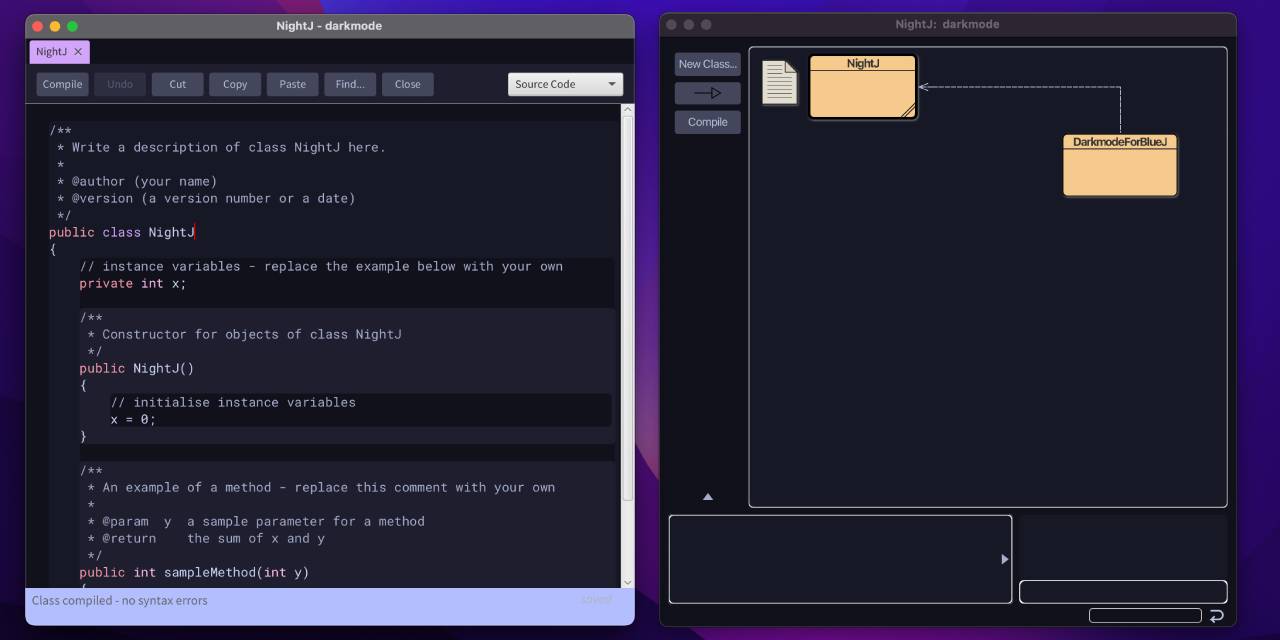 NightJ - darkmode
NightJ ×
Compile Undo Cut Copy Paste Find... Close Source Code
/**
 * Write a description of class NightJ here.
 *
 * @author (your name)
 * @version (a version number or a date)
 */
public class NightJ
{
    // instance variables - replace the example below with your own
    private int x;
    /**
     * Constructor for objects of class NightJ
     */
    public NightJ()
    {
        // initialise instance variables
        x = 0;
    }
    /**
     * An example of a method - replace this comment with your own
     *
     * @param  y  a sample parameter for a method
     * @return    the sum of x and y
     */
    public int sampleMethod(int y)
    {
Class compiled - no syntax errors saved
NightJ: darkmode
New Class...
Compile
NightJ
DarkmodeForBlueJ